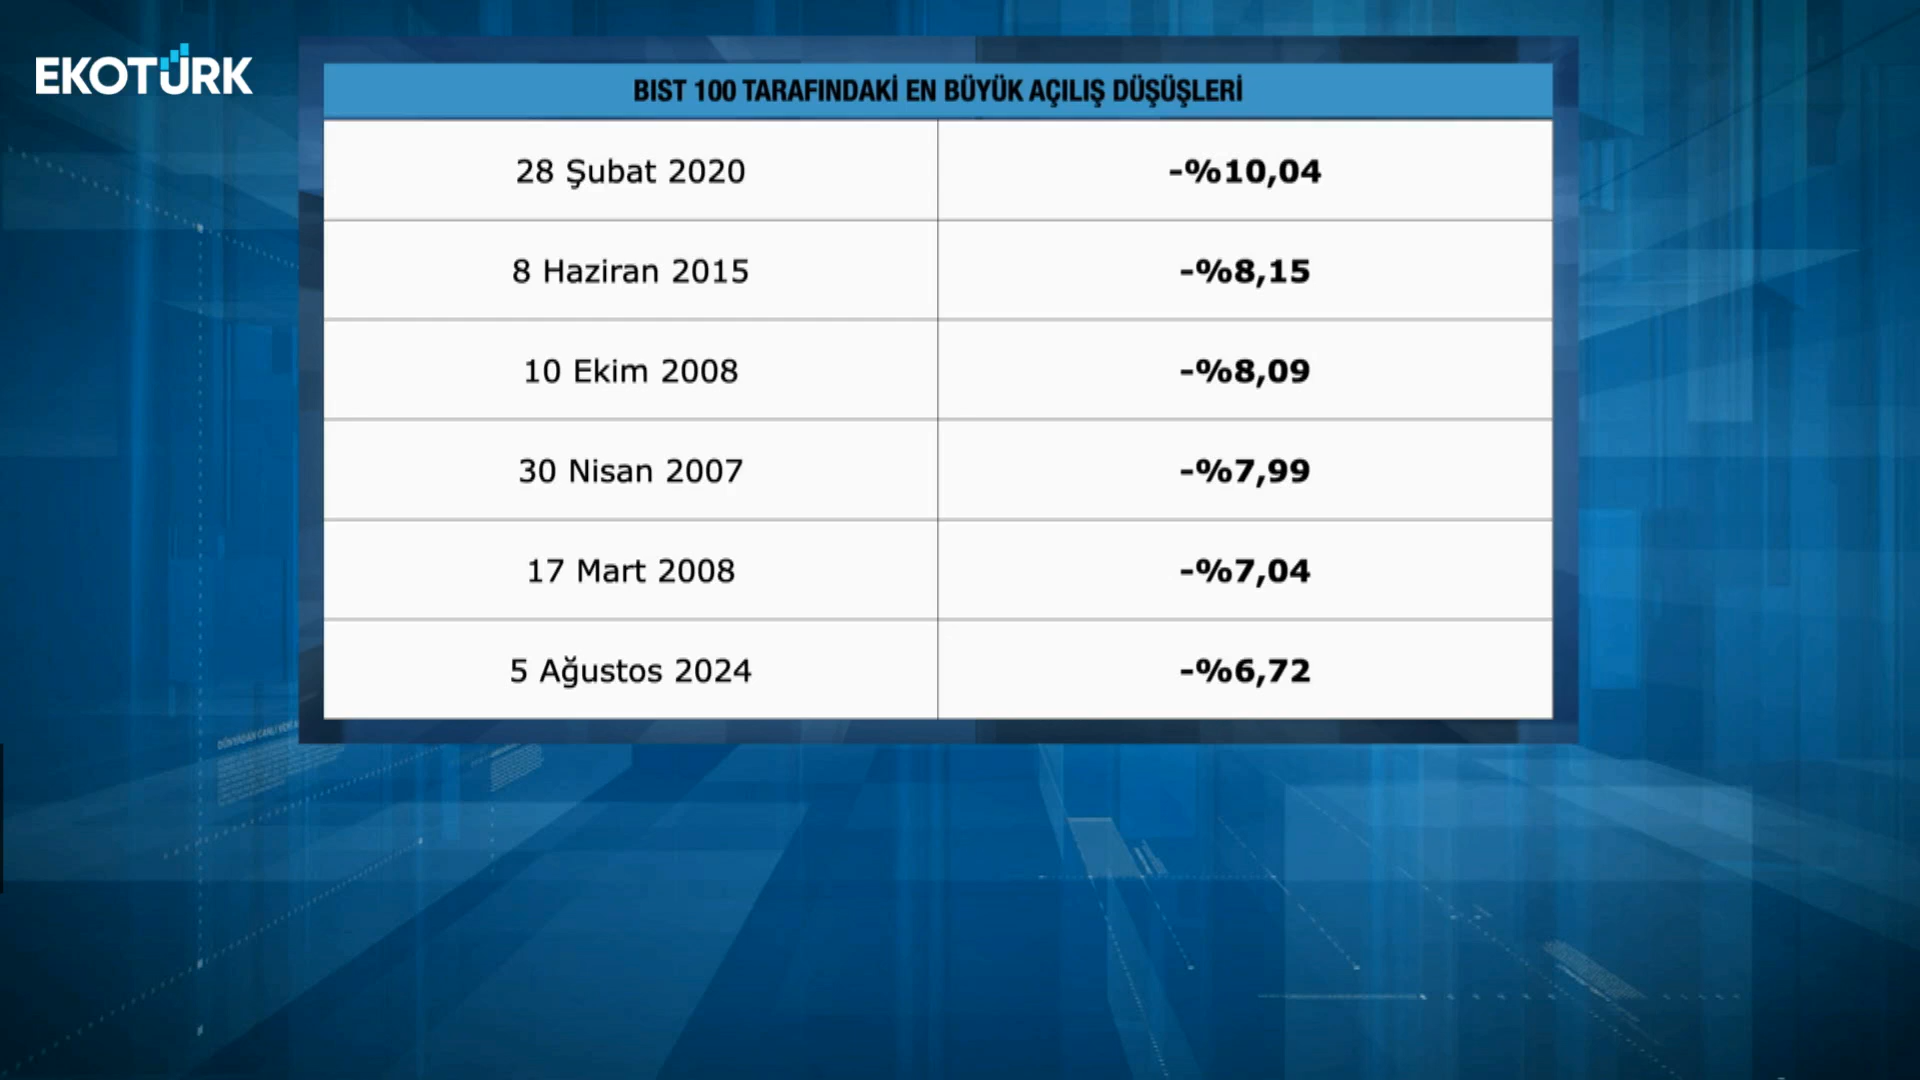 EKOTÜRK
BIST 100 TARAFINDAKİ EN BÜYÜK AÇILIŞ DÜŞÜŞLERİ
28 Şubat 2020 -%10,04
8 Haziran 2015 -%8,15
10 Ekim 2008 -%8,09
30 Nisan 2007 -%7,99
17 Mart 2008 -%7,04
5 Ağustos 2024 -%6,72